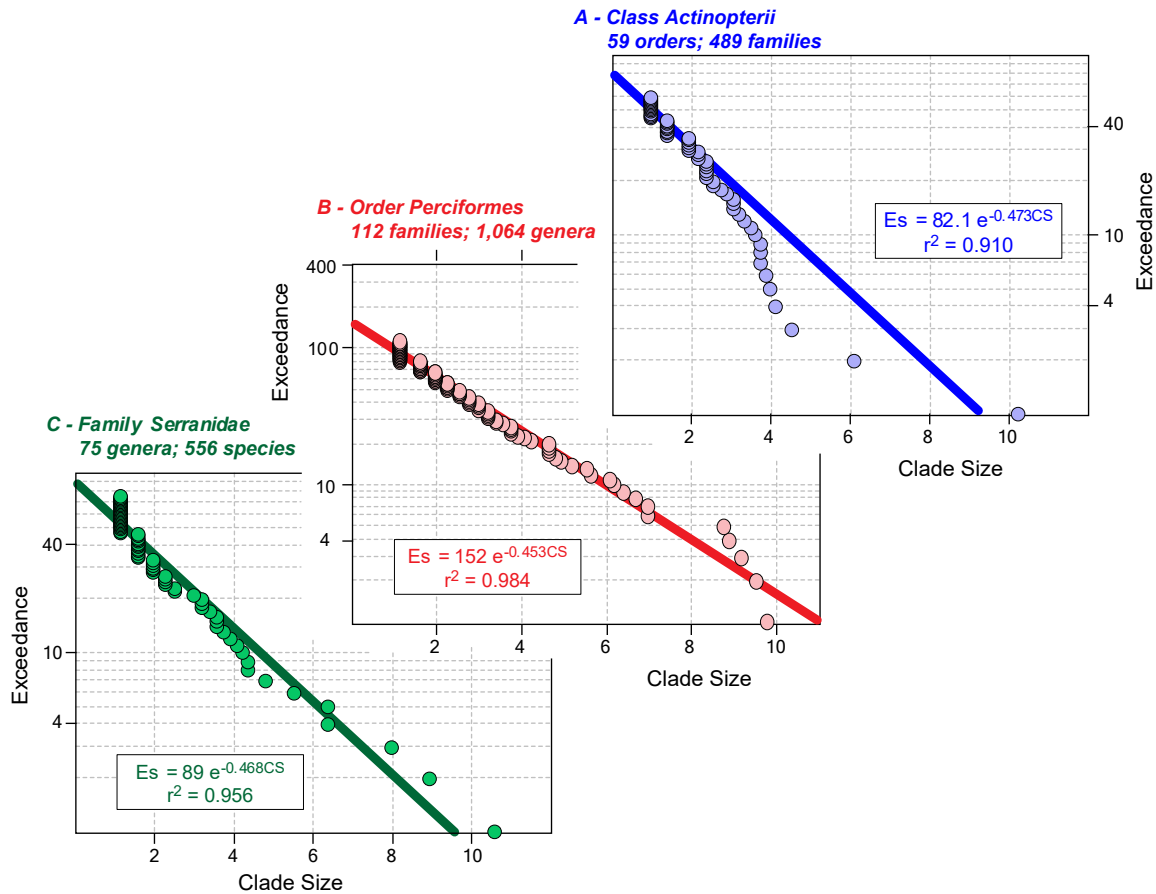 A - Class Actinopterii
59 orders; 489 families
40
10
4
Exceedance
Es = 82.1 e-0.473CS
r2 = 0.910
2
4
6
8
10
Clade Size
B - Order Perciformes
112 families; 1,064 genera
400
100
10
4
Exceedance
Es = 152 e-0.453CS
r2 = 0.984
2
4
6
8
10
Clade Size
C - Family Serranidae
75 genera; 556 species
40
10
4
Exceedance
Es = 89 e-0.468CS
r2 = 0.956
2
4
6
8
10
Clade Size